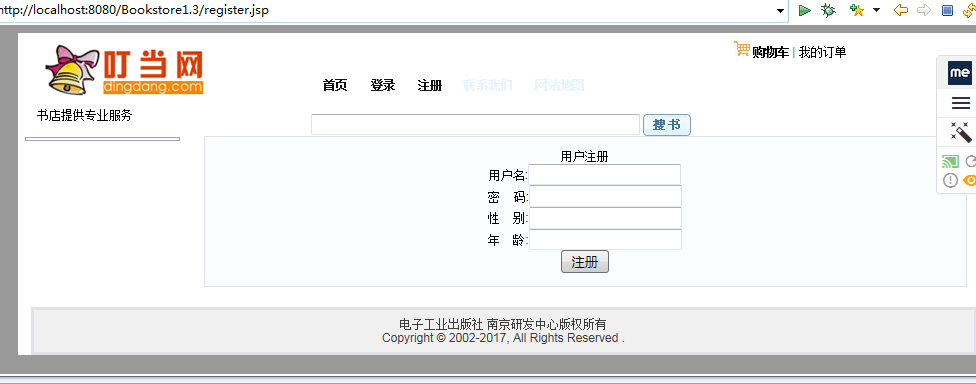 http://localhost:8080/Bookstore1.3/register.jsp
叮当网
dingdang.com
购物车 | 我的订单
me
首页 登录 注册 联系我们 网站地图
书店提供专业服务
搜 书
用户注册
用户名:
密 码:
性 别:
年 龄:
注册
电子工业出版社 南京研发中心版权所有
Copyright © 2002-2017, All Rights Reserved .